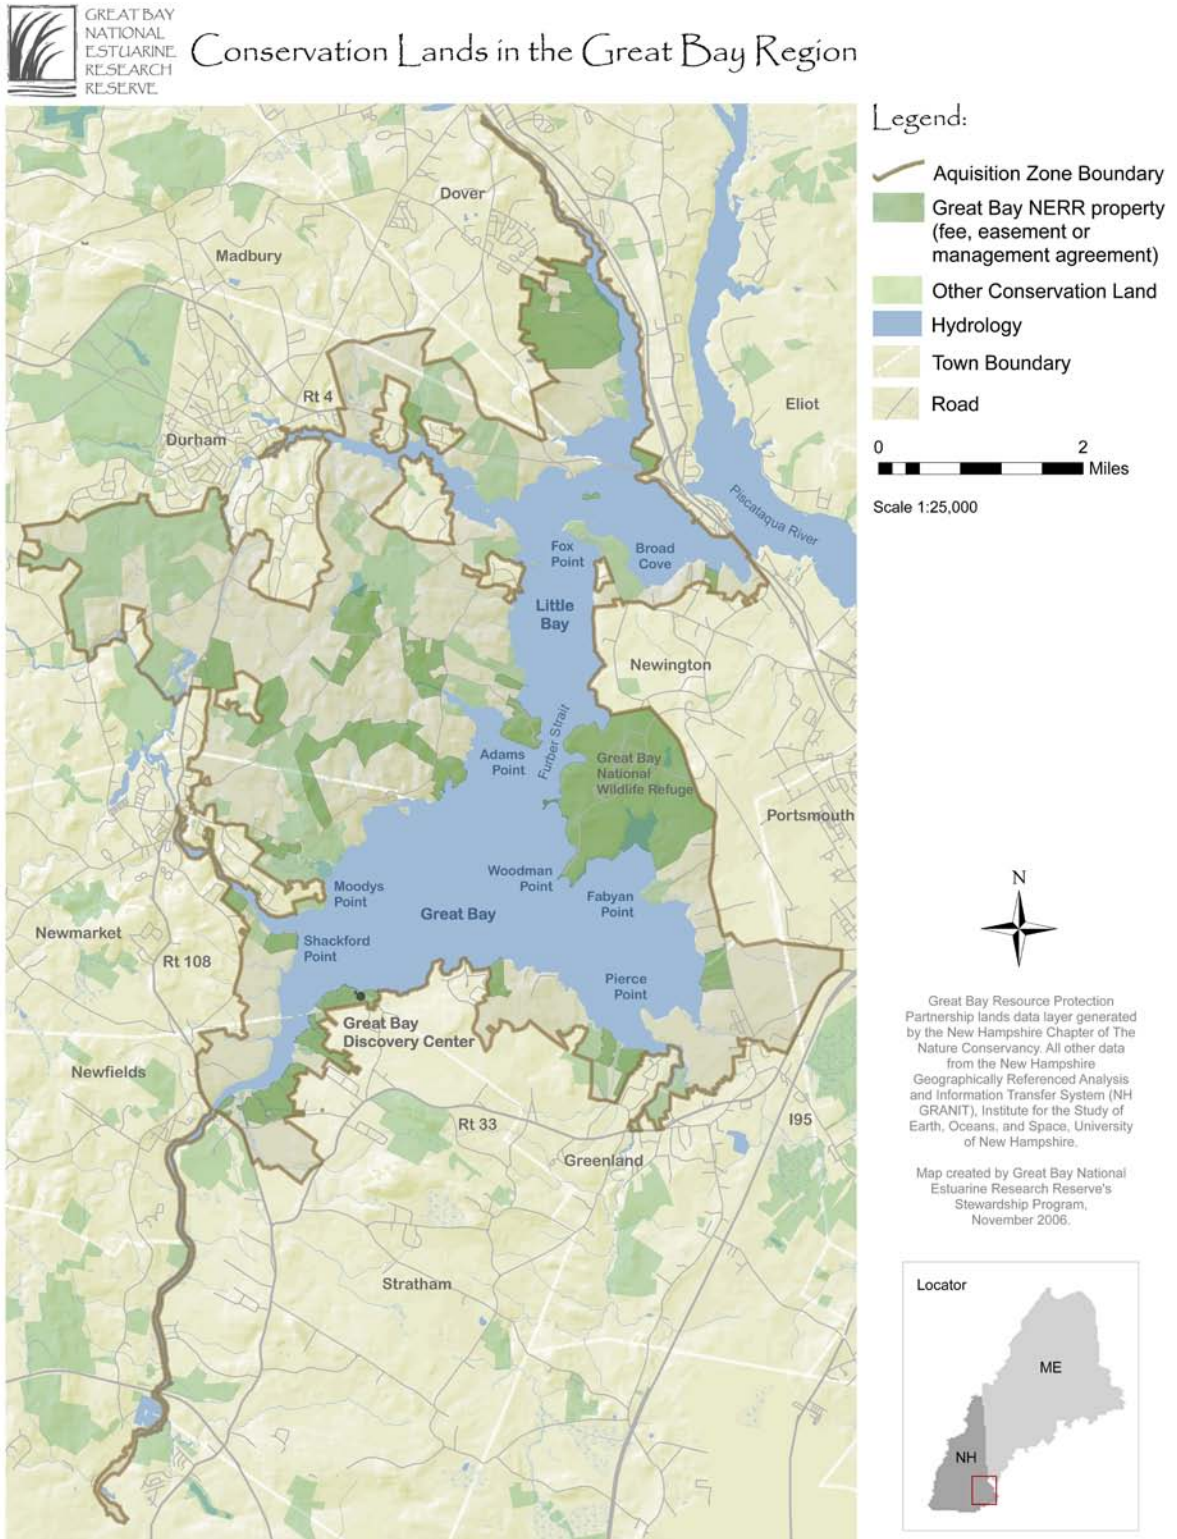 GREAT BAY
NATIONAL
ESTUARINE
RESEARCH
RESERVE
Conservation Lands in the Great Bay Region
Legend:
Aquisition Zone Boundary
Great Bay NERR property
(fee, easement or
management agreement)
Other Conservation Land
Hydrology
Town Boundary
Road
0 2
Miles
Scale 1:25,000
Dover
Madbury
Rt 4
Eliot
Durham
Piscataqua River
Fox
Point
Broad
Cove
Little
Bay
Newington
Furber Strait
Adams
Point
Great Bay
National
Wildlife Refuge
Portsmouth
Woodman
Point
Moodys
Point
Fabyan
Point
Great Bay
Newmarket
Shackford
Point
Rt 108
Pierce
Point
Great Bay
Discovery Center
Newfields
Rt 33
I95
Greenland
Stratham
N
Great Bay Resource Protection
Partnership lands data layer generated
by the New Hampshire Chapter of The
Nature Conservancy. All other data
from the New Hampshire
Geographically Referenced Analysis
and Information Transfer System (NH
GRANIT), Institute for the Study of
Earth, Oceans, and Space, University
of New Hampshire.
Map created by Great Bay National
Estuarine Research Reserve's
Stewardship Program,
November 2006.
Locator
ME
NH